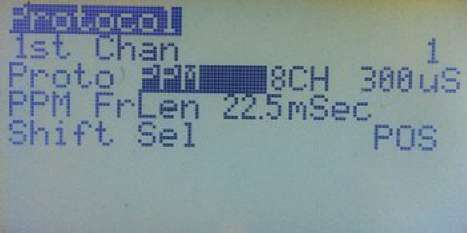 Protocol
1st Chan 1
Proto PPM 8CH 300uS
PPM FrLen 22.5mSec
Shift Sel POS